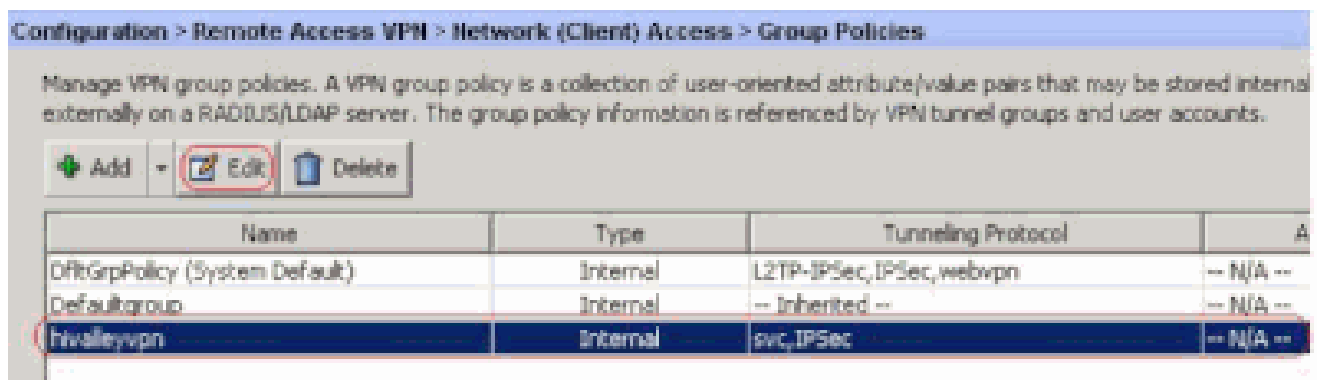 Configuration > Remote Access VPN > Network (Client) Access > Group Policies
Manage VPN group policies. A VPN group policy is a collection of user-oriented attribute/value pairs that may be stored interna
externally on a RADIUS/LDAP server. The group policy information is referenced by VPN tunnel groups and user accounts.
Add Edit Delete
Name Type Tunneling Protocol A
DfltGrpPolicy (System Default) Internal L2TP-IPSec,IPSec,webvpn -- N/A --
Defaultgroup Internal -- Inherited -- -- N/A --
hivalleyvpn Internal svc,IPSec -- N/A --